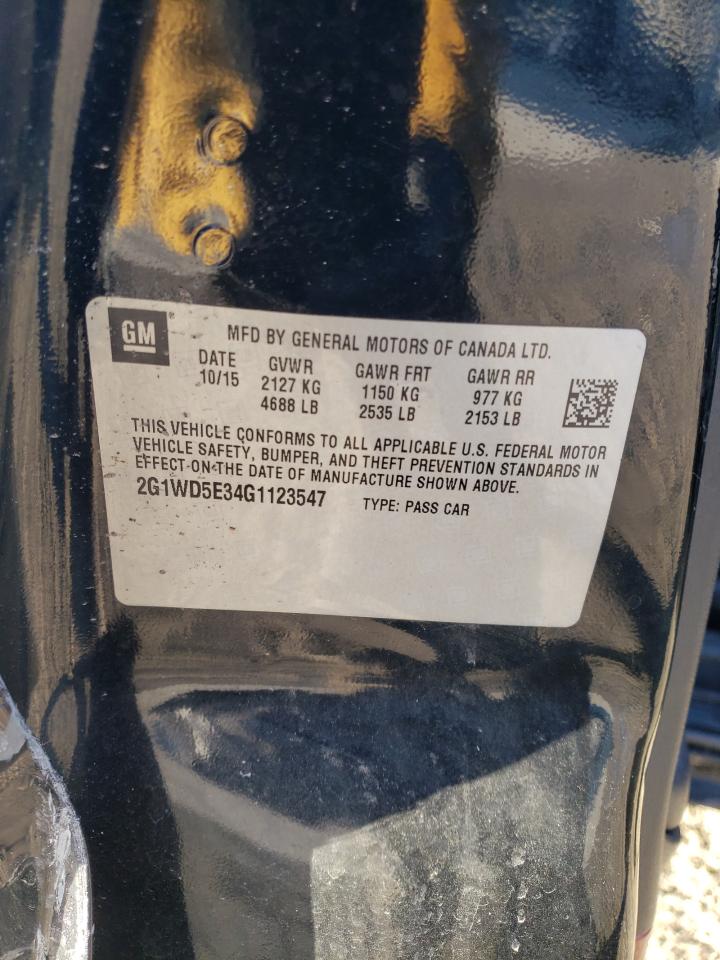 GM
MFD BY GENERAL MOTORS OF CANADA LTD.
DATE GVWR GAWR FRT GAWR RR
10/15 2127 KG 1150 KG 977 KG
4688 LB 2535 LB 2153 LB
THIS VEHICLE CONFORMS TO ALL APPLICABLE U.S. FEDERAL MOTOR
VEHICLE SAFETY, BUMPER, AND THEFT PREVENTION STANDARDS IN
EFFECT ON THE DATE OF MANUFACTURE SHOWN ABOVE.
2G1WD5E34G1123547 TYPE: PASS CAR